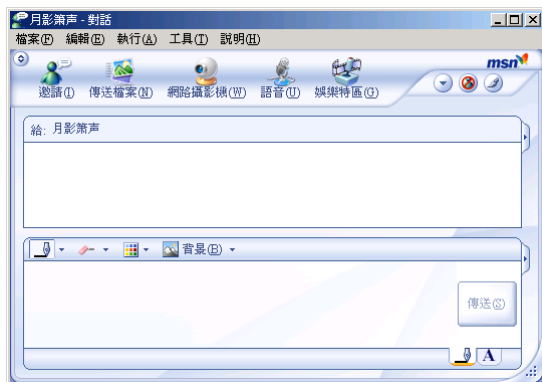 月影簫声 - 對話
檔案(F) 編輯(E) 執行(A) 工具(T) 說明(H)
msn
邀請(I) 傳送檔案(N) 網路攝影機(W) 語音(U) 娛樂特區(G)
給: 月影簫声
背景(B)
傳送(S)
A